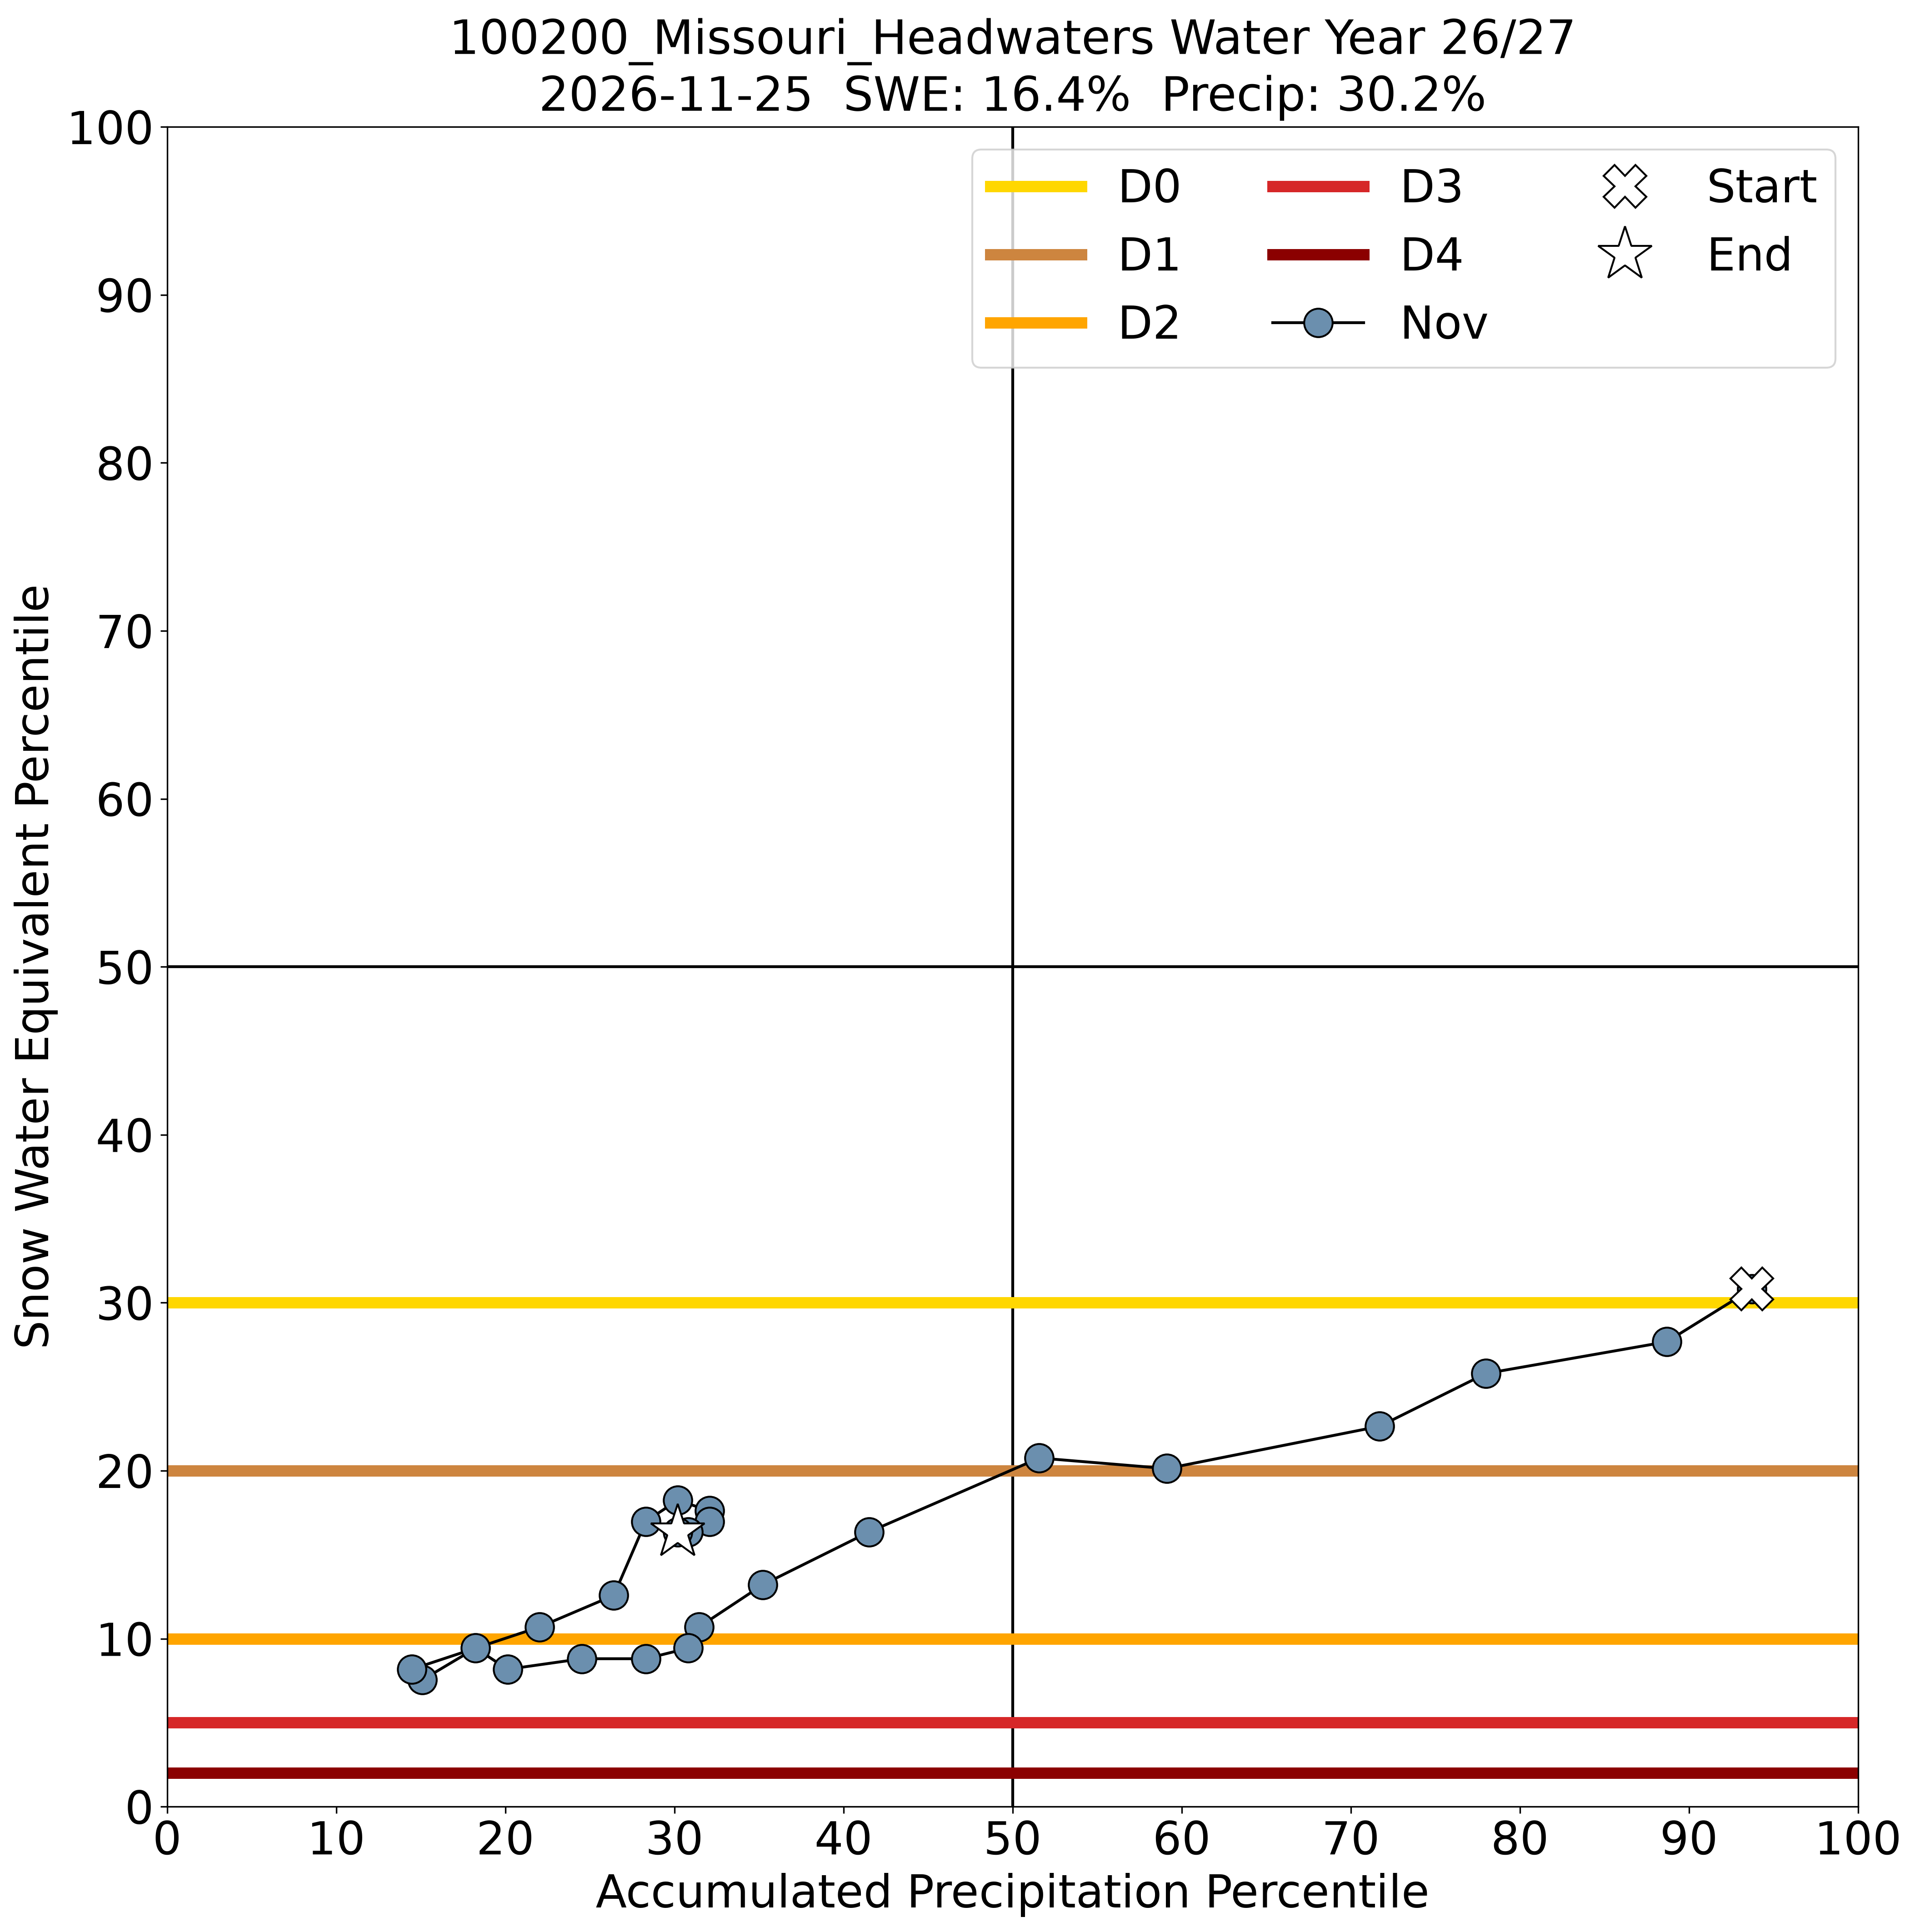 100200_Missouri_Headwaters Water Year 26/27
2026-11-25 SWE: 16.4% Precip: 30.2%
D0
D1
D2
D3
D4
Nov
Start
End
Snow Water Equivalent Percentile
100
90
80
70
60
50
40
30
20
10
0
0 10 20 30 40 50 60 70 80 90 100
Accumulated Precipitation Percentile